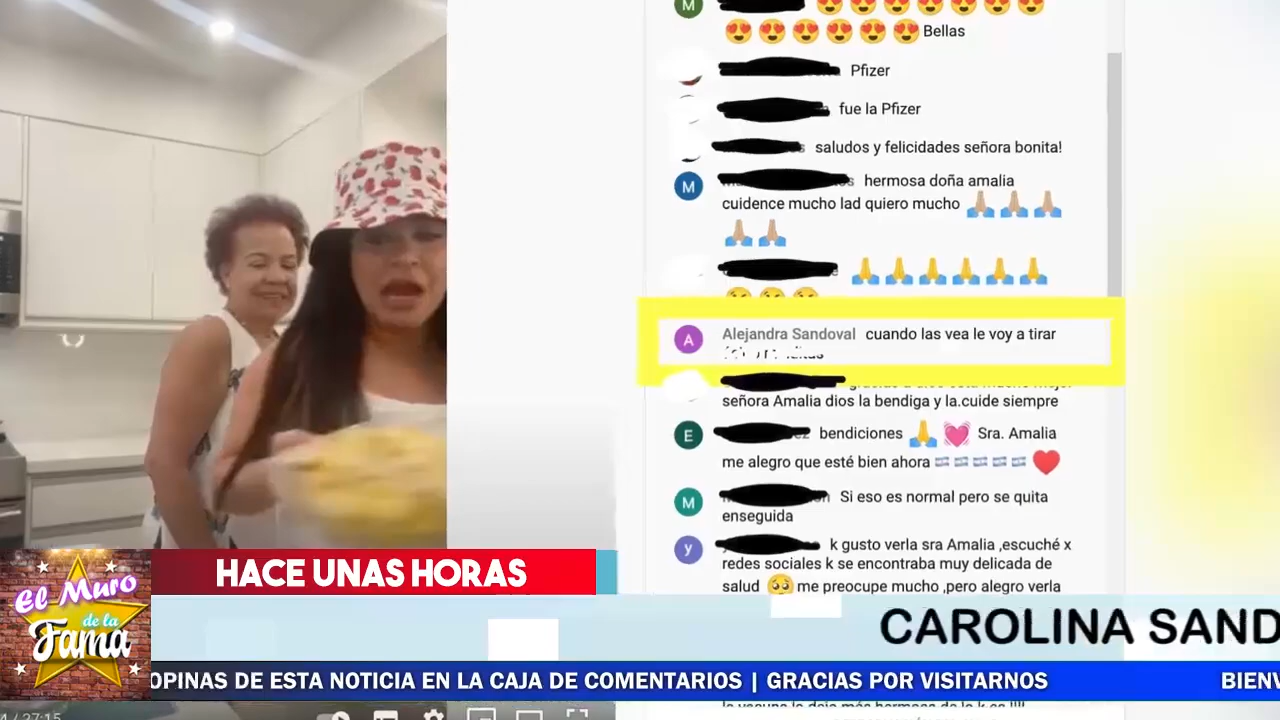 Bellas
Pfizer
fue la Pfizer
saludos y felicidades señora bonita!
hermosa doña amalia
cuidence mucho lad quiero mucho
Alejandra Sandoval cuando las vea le voy a tirar
señora Amalia dios la bendiga y la.cuide siempre
bendiciones Sra. Amalia
me alegro que esté bien ahora
Si eso es normal pero se quita
enseguida
k gusto verla sra Amalia ,escuché x
redes sociales k se encontraba muy delicada de
salud me preocupe mucho ,pero alegro verla
HACE UNAS HORAS
El Muro
de la
Fama
CAROLINA SAND
OPINAS DE ESTA NOTICIA EN LA CAJA DE COMENTARIOS | GRACIAS POR VISITARNOS BIENV